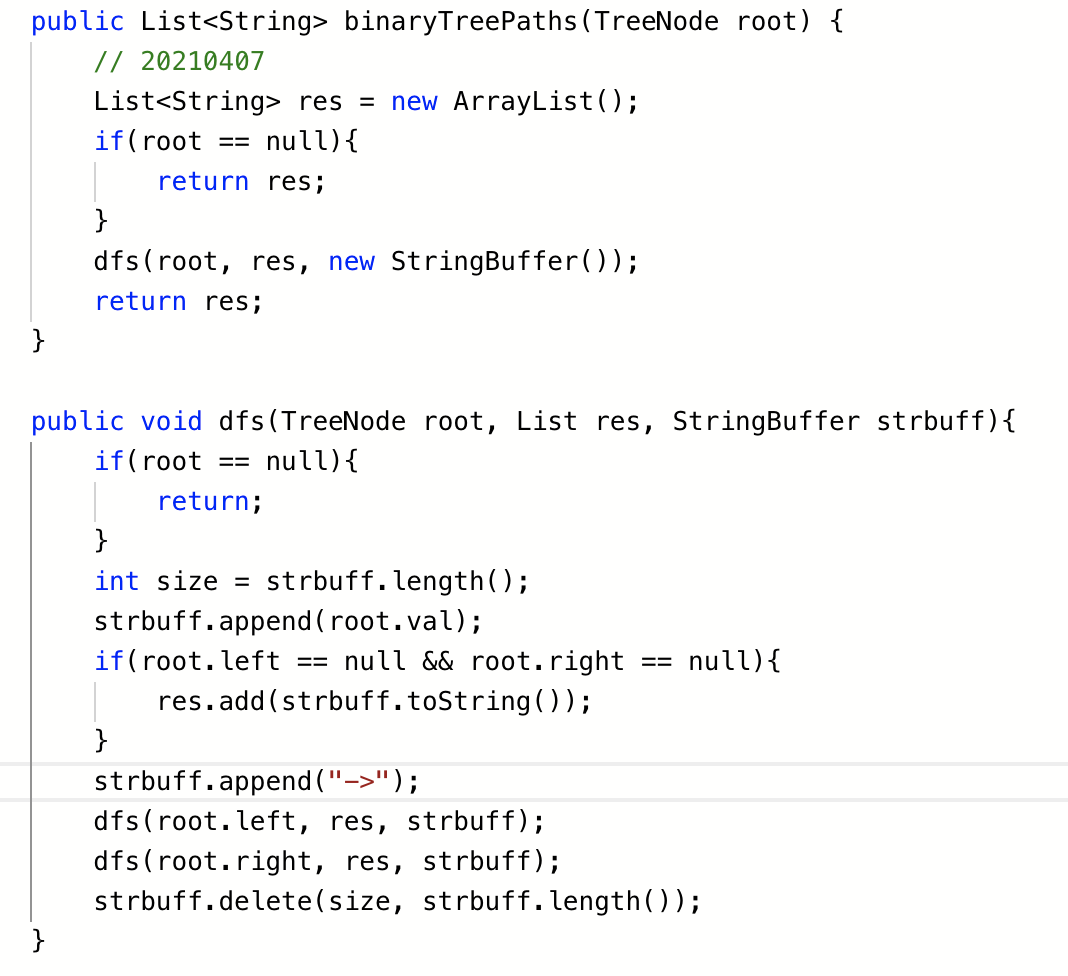 public List<String> binaryTreePaths(TreeNode root) {
    // 20210407
    List<String> res = new ArrayList();
    if(root == null){
        return res;
    }
    dfs(root, res, new StringBuffer());
    return res;
}

public void dfs(TreeNode root, List res, StringBuffer strbuff){
    if(root == null){
        return;
    }
    int size = strbuff.length();
    strbuff.append(root.val);
    if(root.left == null && root.right == null){
        res.add(strbuff.toString());
    }
    strbuff.append("->");
    dfs(root.left, res, strbuff);
    dfs(root.right, res, strbuff);
    strbuff.delete(size, strbuff.length());
}